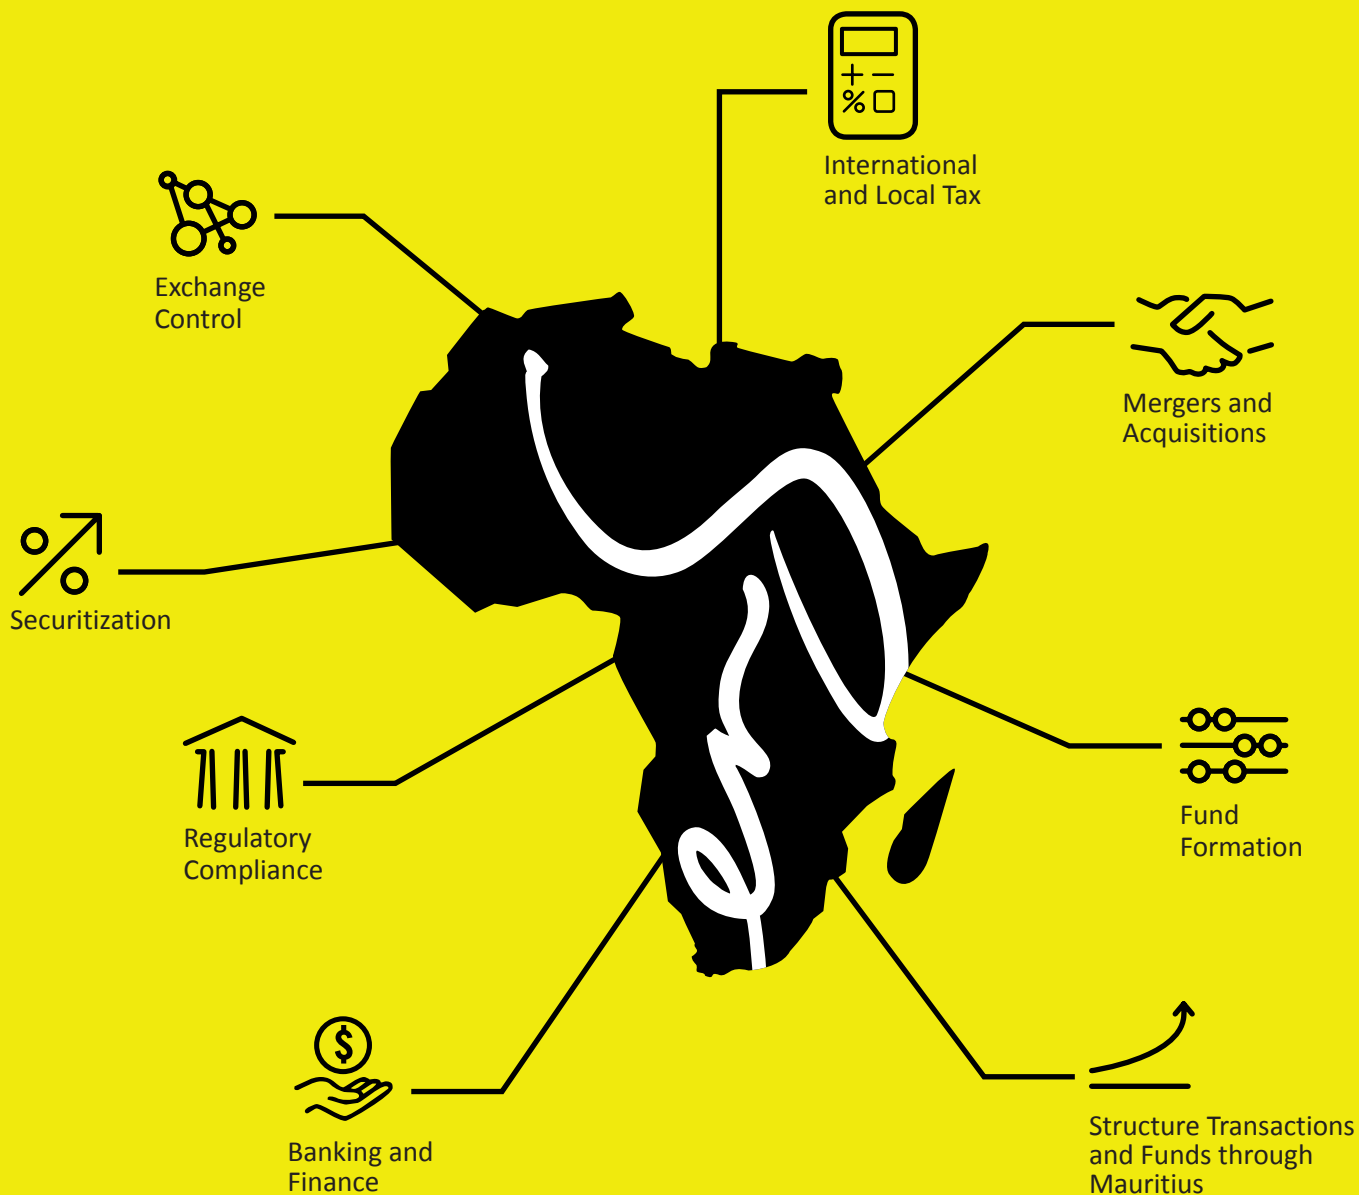 International
and Local Tax
Exchange
Control
Mergers and
Acquisitions
Securitization
Regulatory
Compliance
Fund
Formation
$
Banking and
Finance
Structure Transactions
and Funds through
Mauritius